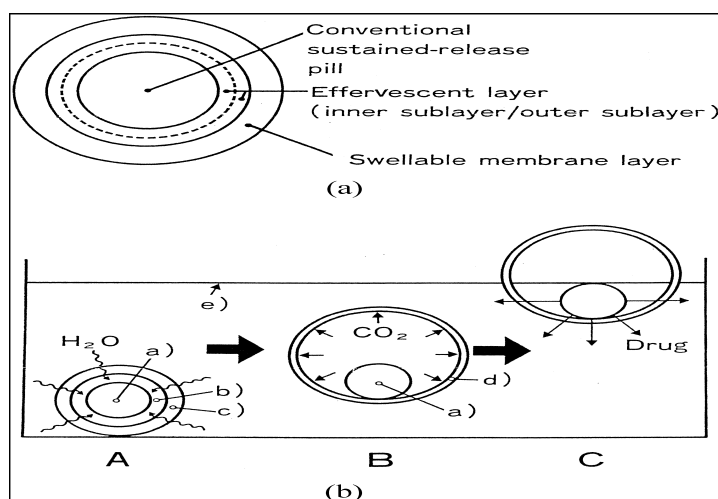 Conventional
sustained-release
pill
Effervescent layer
(inner sublayer/outer sublayer)
Swellable membrane layer
(a)
e)
H2O
a)
b)
c)
CO2
d)
a)
Drug
A
B
C
(b)